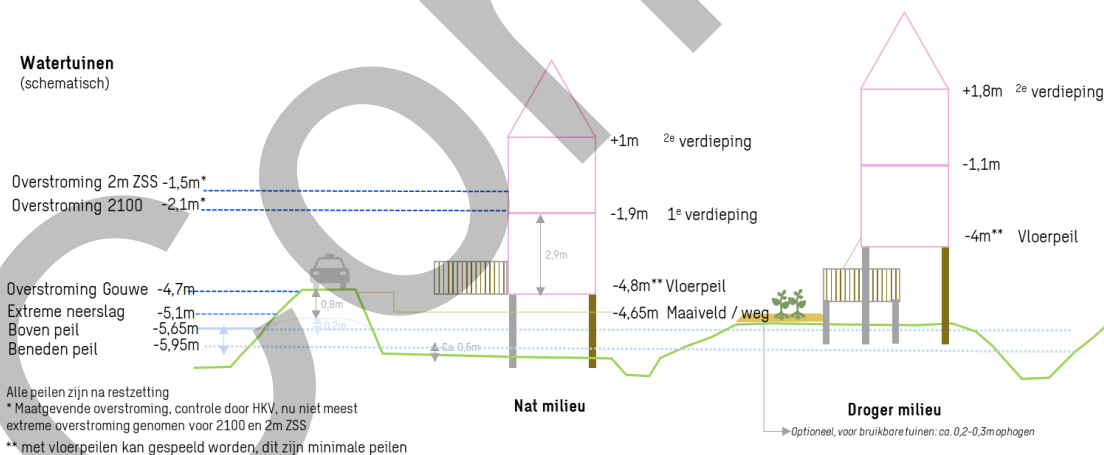 Watertuinen
(schematisch)
Overstroming 2m ZSS -1,5m*
Overstroming 2100 -2,1m*
Overstroming Gouwe -4,7m
Extreme neerslag -5,1m
Boven peil -5,65m
Beneden peil -5,95m
0,8m
0,2m
Ca. 0,5m
2,9m
+1m 2e verdieping
-1,9m 1e verdieping
-4,8m** Vloerpeil
-4,65m Maaiveld / weg
+1,8m 2e verdieping
-1,1m
-4m** Vloerpeil
Nat milieu
Droger milieu
Optioneel, voor bruikbare tuinen: ca. 0,2-0,3m ophogen
Alle peilen zijn na restzetting
* Maatgevende overstroming, controle door HKV, nu niet meest
extreme overstroming genomen voor 2100 en 2m ZSS
** met vloerpeilen kan gespeeld worden, dit zijn minimale peilen